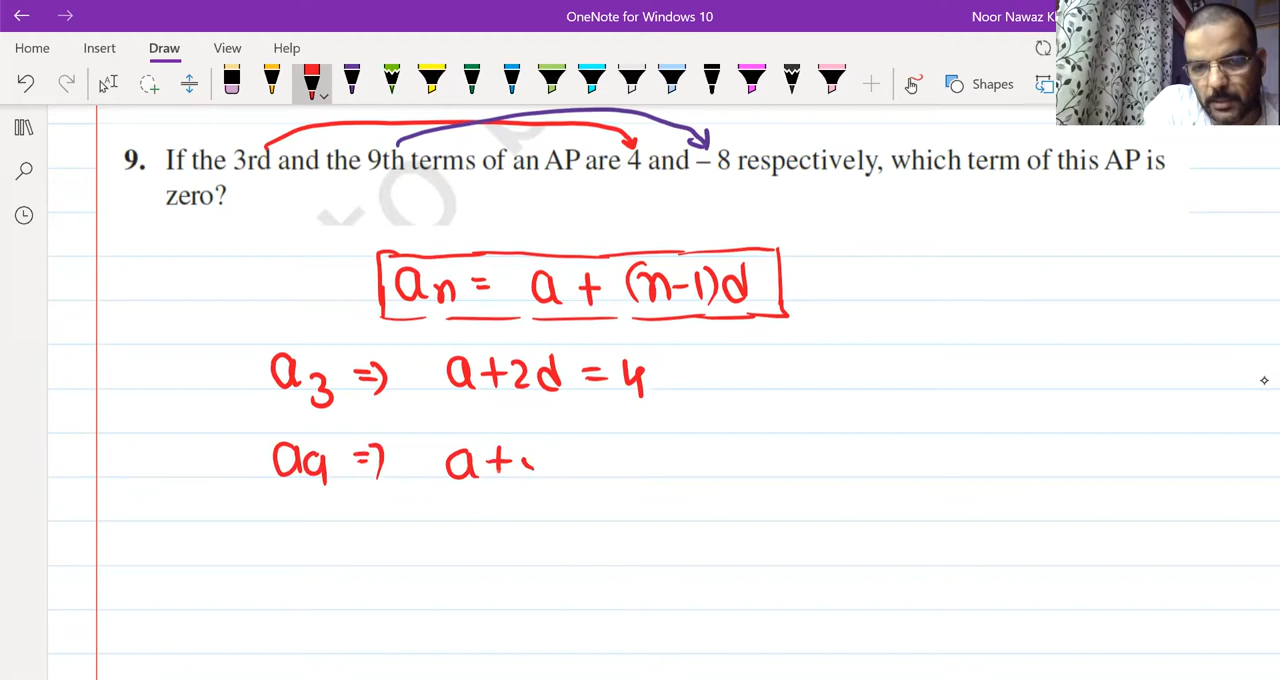 OneNote for Windows 10
Noor Nawaz K
Home Insert Draw View Help
Shapes
9. If the 3rd and the 9th terms of an AP are 4 and – 8 respectively, which term of this AP is
zero?
an = a + (n-1)d
a3 => a+2d = 4
a9 => a+